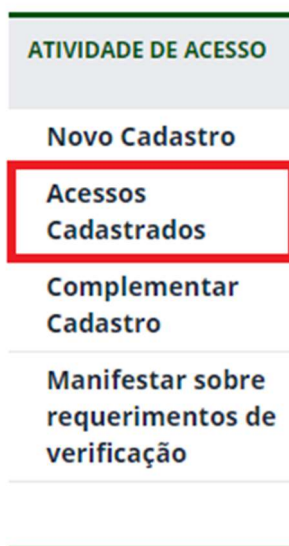 ATIVIDADE DE ACESSO
Novo Cadastro
Acessos
Cadastrados
Complementar
Cadastro
Manifestar sobre
requerimentos de
verificação